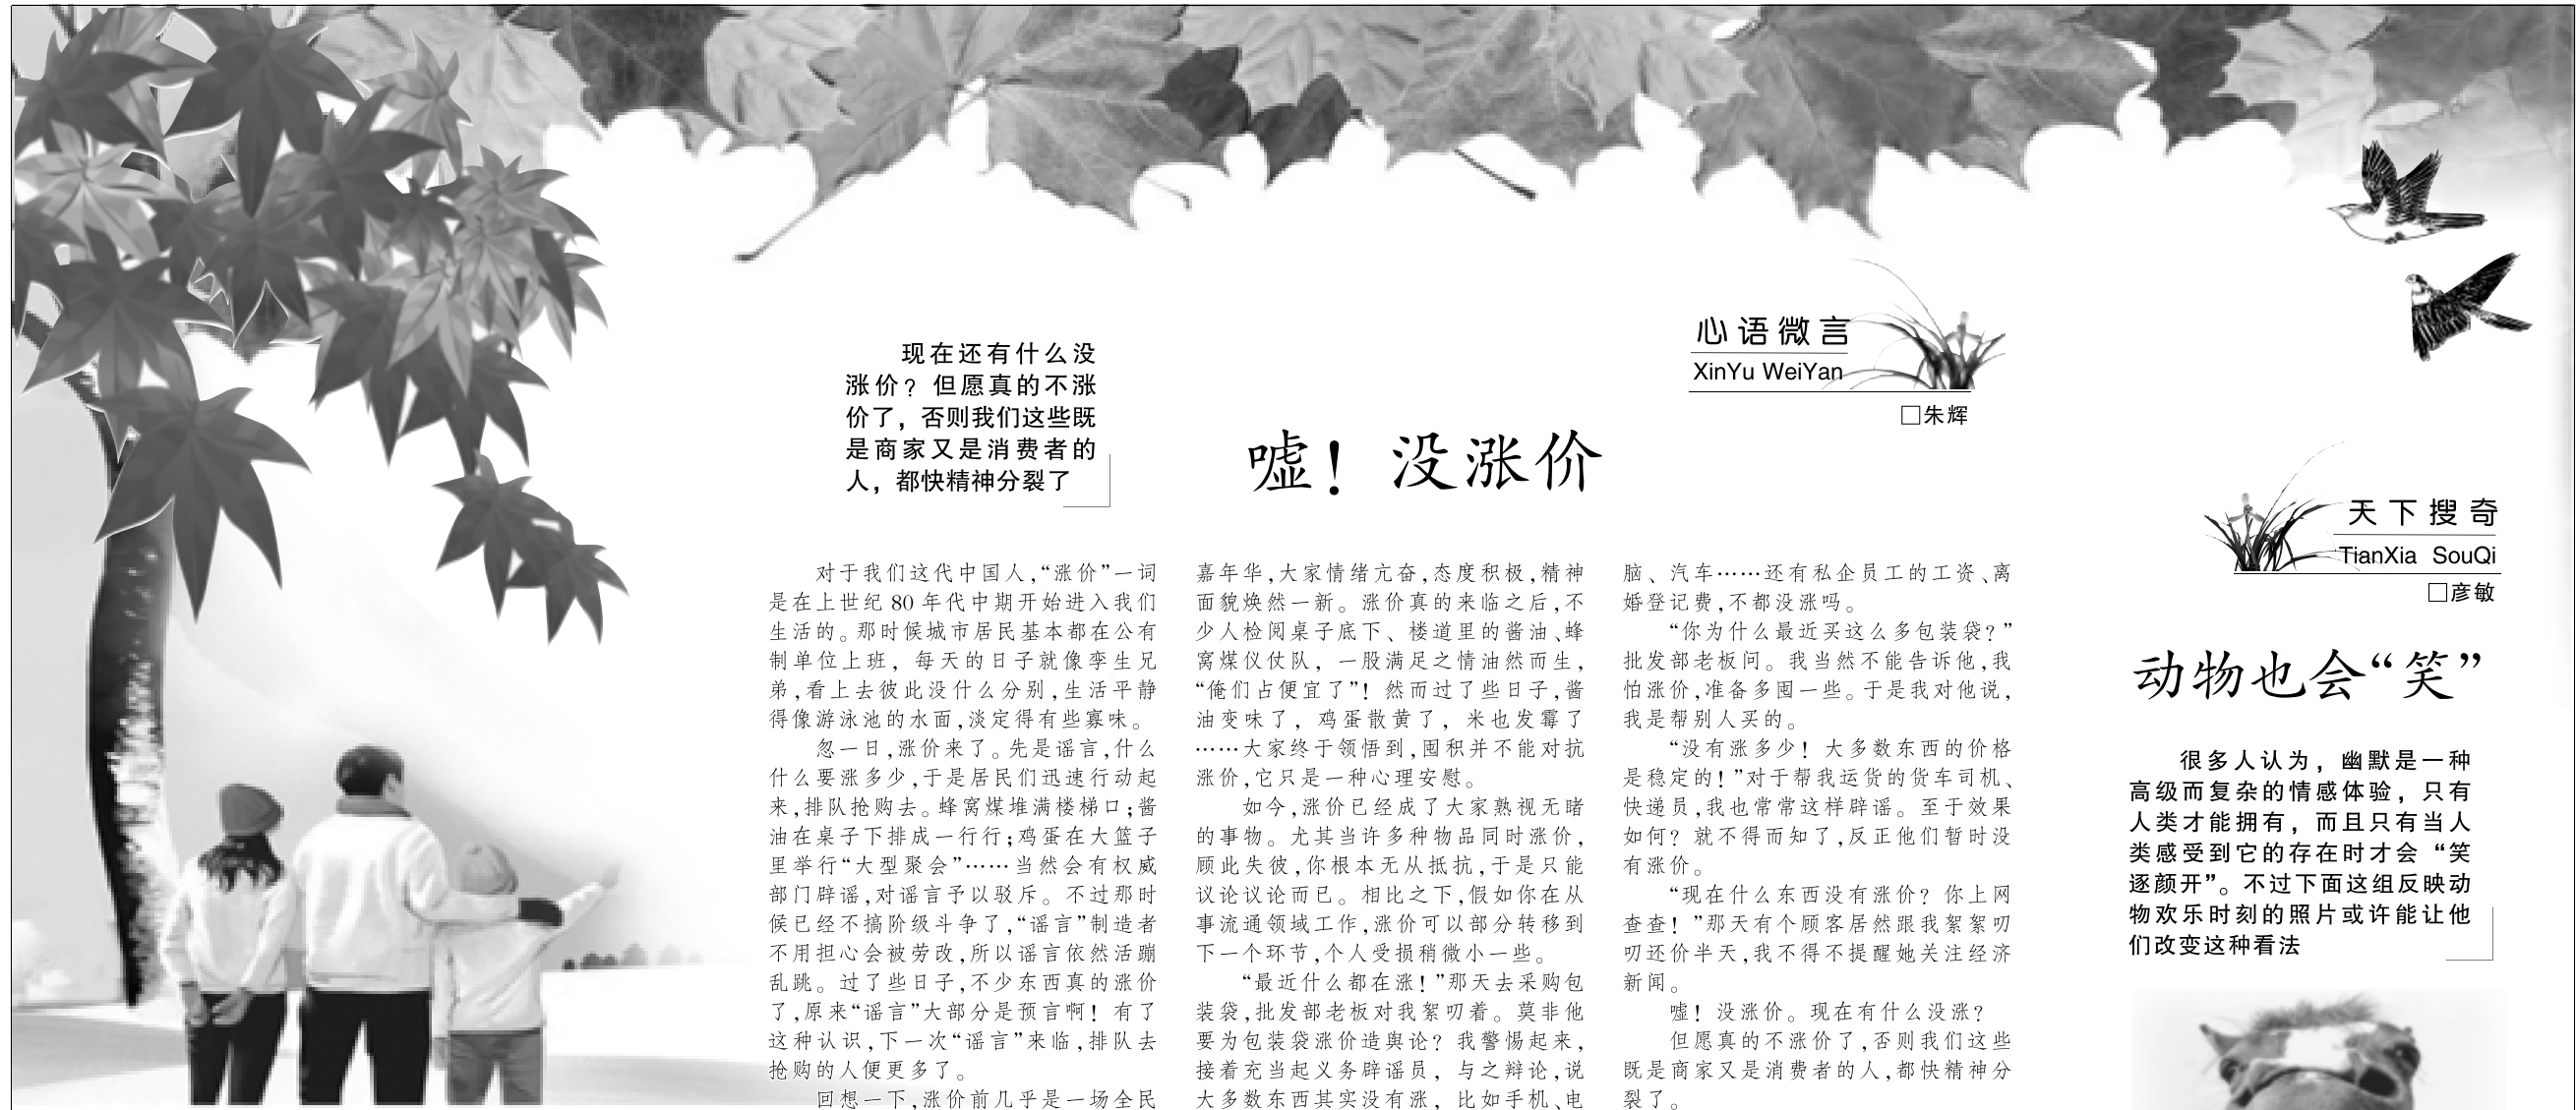 心语微言
XinYu WeiYan
□朱辉
嘘！没涨价
现在还有什么没
涨价？但愿真的不涨
价了，否则我们这些既
是商家又是消费者的
人，都快精神分裂了
对于我们这代中国人，“涨价”一词
是在上世纪 80 年代中期开始进入我们
生活的。那时候城市居民基本都在公有
制单位上班，每天的日子就像孪生兄
弟，看上去彼此没什么分别，生活平静
得像游泳池的水面，淡定得有些寡味。
忽一日，涨价来了。先是谣言，什么
什么要涨多少，于是居民们迅速行动起
来，排队抢购去。蜂窝煤堆满楼梯口；酱
油在桌子下排成一行行；鸡蛋在大篮子
里举行“大型聚会”……当然会有权威
部门辟谣，对谣言予以驳斥。不过那时
候已经不搞阶级斗争了，“谣言”制造者
不用担心会被劳改，所以谣言依然活蹦
乱跳。过了些日子，不少东西真的涨价
了，原来“谣言”大部分是预言啊！有了
这种认识，下一次“谣言”来临，排队去
抢购的人便更多了。
回想一下，涨价前几乎是一场全民
嘉年华，大家情绪亢奋，态度积极，精神
面貌焕然一新。涨价真的来临之后，不
少人检阅桌子底下、楼道里的酱油、蜂
窝煤仪仗队，一股满足之情油然而生，
“俺们占便宜了”！然而过了些日子，酱
油变味了，鸡蛋散黄了，米也发霉了
……大家终于领悟到，囤积并不能对抗
涨价，它只是一种心理安慰。
如今，涨价已经成了大家熟视无睹
的事物。尤其当许多种物品同时涨价，
顾此失彼，你根本无从抵抗，于是只能
议论议论而已。相比之下，假如你在从
事流通领域工作，涨价可以部分转移到
下一个环节，个人受损稍微小一些。
“最近什么都在涨！”那天去采购包
装袋，批发部老板对我絮叨着。莫非他
要为包装袋涨价造舆论？我警惕起来，
接着充当起义务辟谣员，与之辩论，说
大多数东西其实没有涨，比如手机、电
脑、汽车……还有私企员工的工资、离
婚登记费，不都没涨吗。
“你为什么最近买这么多包装袋？”
批发部老板问。我当然不能告诉他，我
怕涨价，准备多囤一些。于是我对他说，
我是帮别人买的。
“没有涨多少！大多数东西的价格
是稳定的！”对于帮我运货的货车司机、
快递员，我也常常这样辟谣。至于效果
如何？就不得而知了，反正他们暂时没
有涨价。
“现在什么东西没有涨价？你上网
查查！”那天有个顾客居然跟我絮絮叨
叨还价半天，我不得不提醒她关注经济
新闻。
嘘！没涨价。现在有什么没涨？
但愿真的不涨价了，否则我们这些
既是商家又是消费者的人，都快精神分
裂了。
天下搜奇
TianXia SouQi
□彦敏
动物也会“笑”
很多人认为，幽默是一种
高级而复杂的情感体验，只有
人类才能拥有，而且只有当人
类感受到它的存在时才会“笑
逐颜开”。不过下面这组反映动
物欢乐时刻的照片或许能让他
们改变这种看法